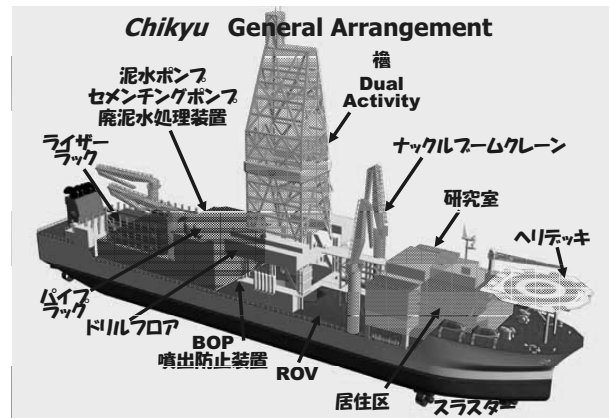 Chikyu General Arrangement
櫓
Dual
Activity
泥水ポンプ
セメンチングポンプ
廃泥水処理装置
ライザー
ラック
ナックルブームクレーン
研究室
ヘリデッキ
パイプ
ラック
ドリルフロア
BOP
噴出防止装置
ROV
居住区
スラスター